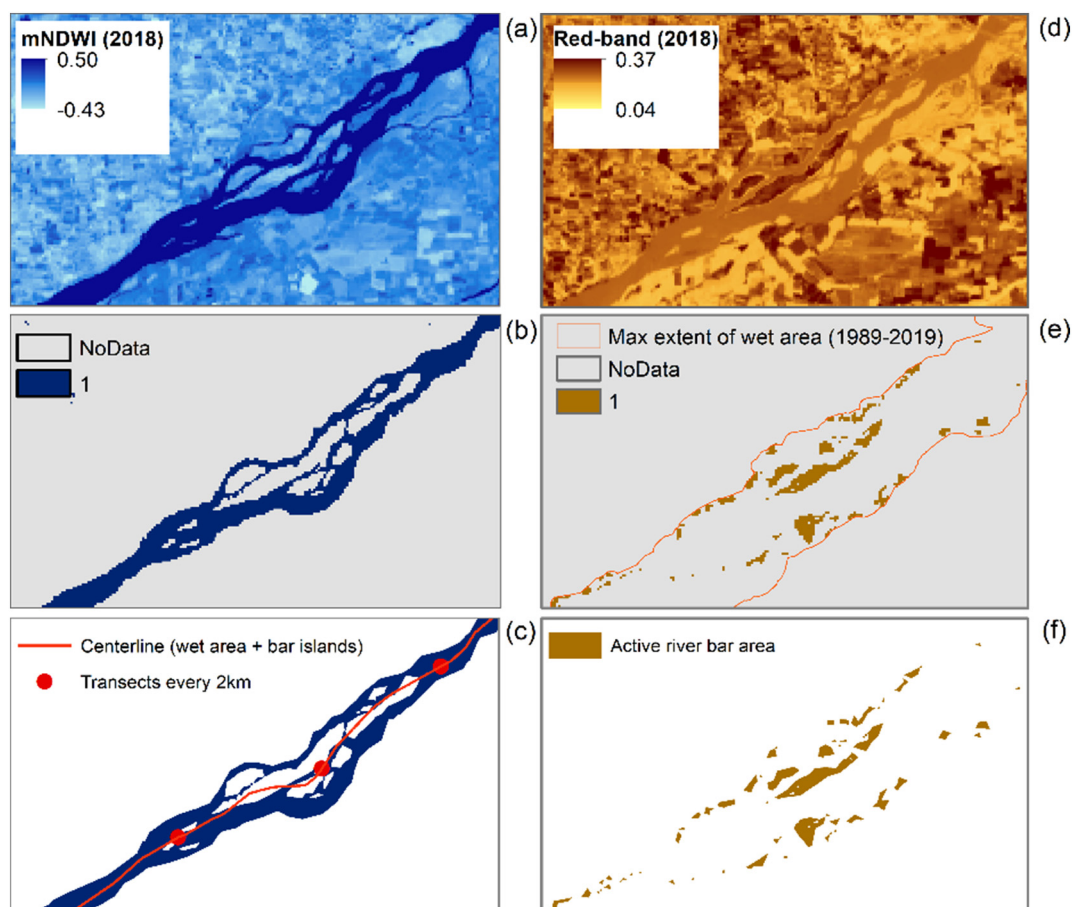 mNDWI (2018)
0.50
-0.43
(a)
Red-band (2018)
0.37
0.04
(d)
NoData
1
(b)
Max extent of wet area (1989-2019)
NoData
1
(e)
Centerline (wet area + bar islands)
Transects every 2km
(c)
Active river bar area
(f)